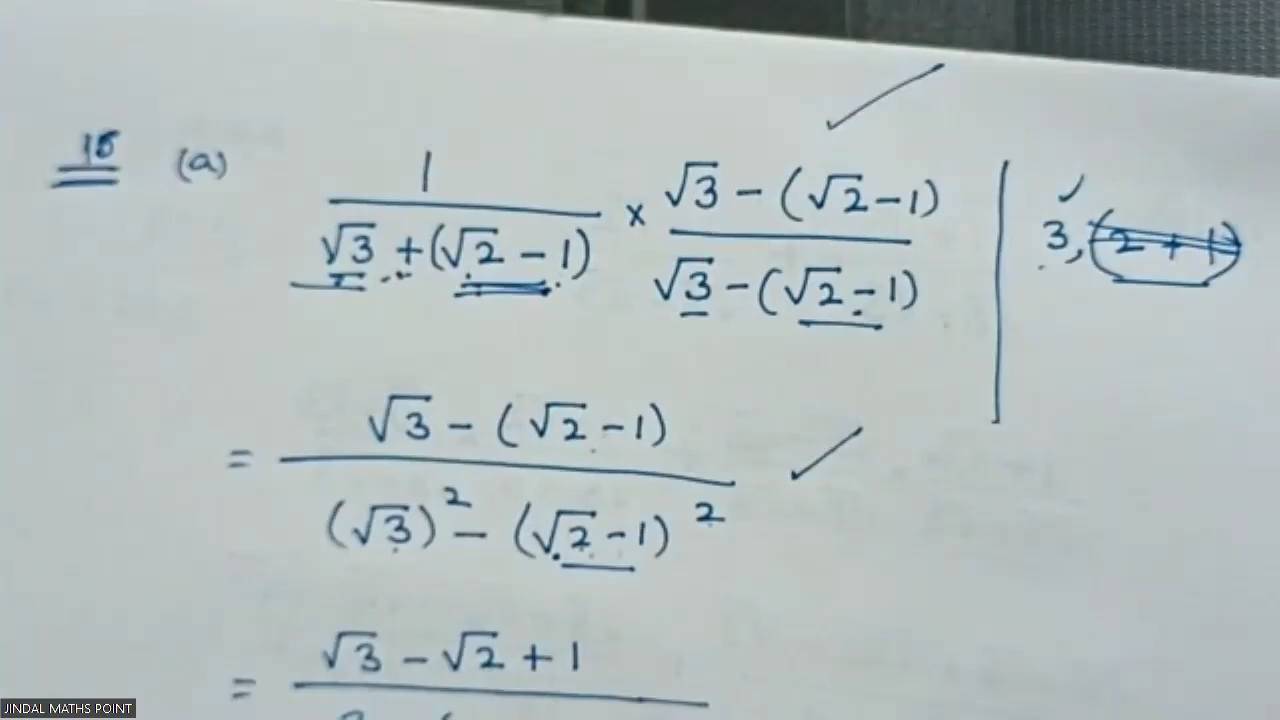 18 (a) 1 / (√3 + (√2 - 1)) × (√3 - (√2 - 1)) / (√3 - (√2 - 1))
3, (2 + 1)
= (√3 - (√2 - 1)) / ((√3)² - (√2 - 1)²)
= √3 - √2 + 1
JINDAL MATHS POINT